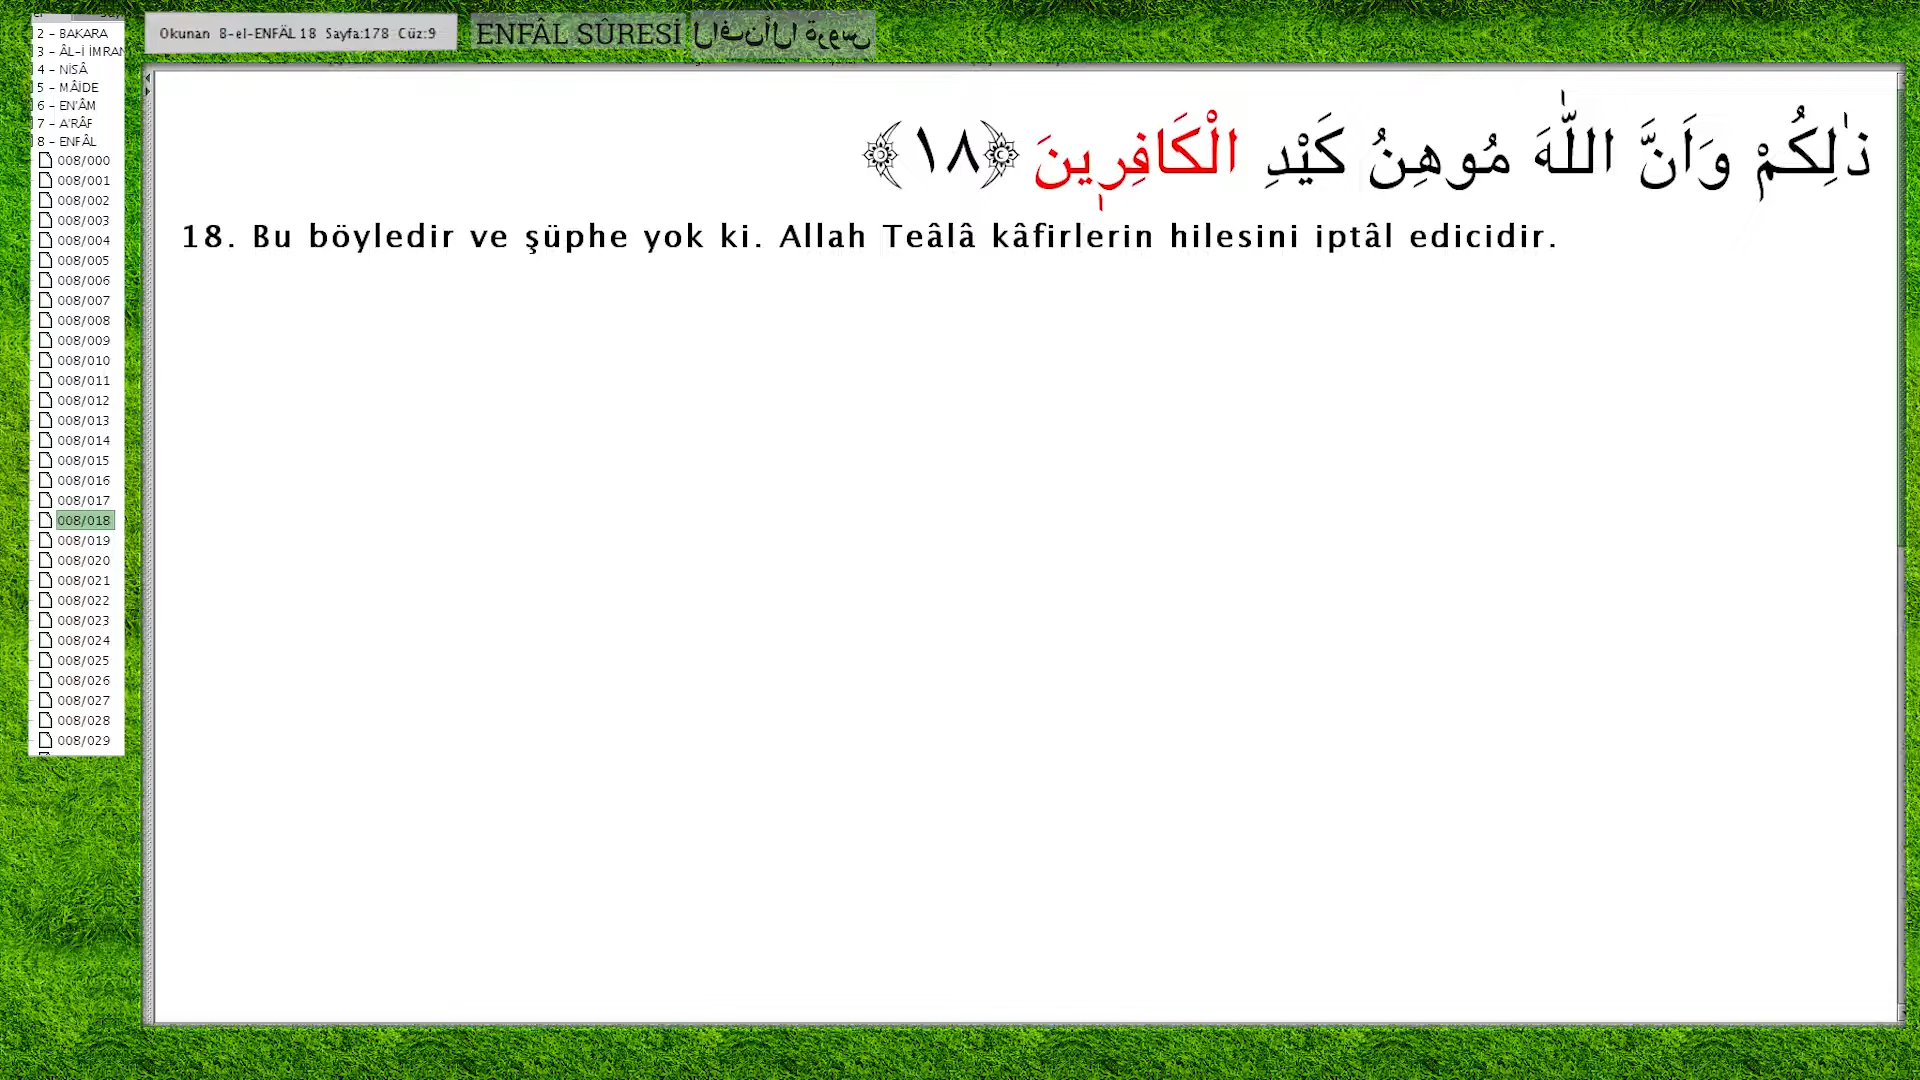 2 – BAKARA
3 – ÂL-İ İMRAN
4 – NİSÂ
5 – MÂİDE
6 – EN'ÂM
7 – A'RÂF
8 – ENFÂL
008/000
008/001
008/002
008/003
008/004
008/005
008/006
008/007
008/008
008/009
008/010
008/011
008/012
008/013
008/014
008/015
008/016
008/017
008/018
008/019
008/020
008/021
008/022
008/023
008/024
008/025
008/026
008/027
008/028
008/029
Okunan 8-el-ENFÂL 18 Sayfa:178 Cüz:9
ENFÂL SÛRESİ سورة الأنفال
ذٰلِكُمْ وَاَنَّ اللّٰهَ مُوهِنُ كَيْدِ الْكَافِر۪ينَ ﴿١٨﴾
18. Bu böyledir ve şüphe yok ki. Allah Teâlâ kâfirlerin hilesini iptâl edicidir.